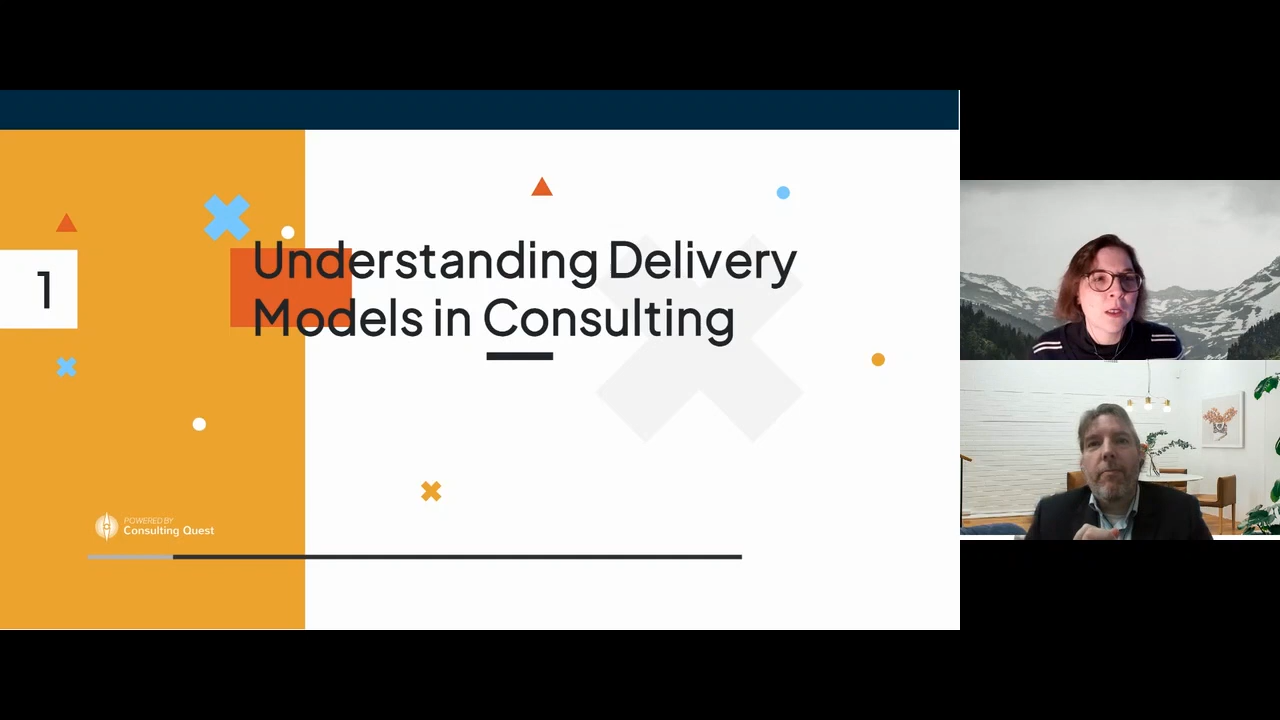 1
Understanding Delivery
Models in Consulting
POWERED BY
Consulting Quest